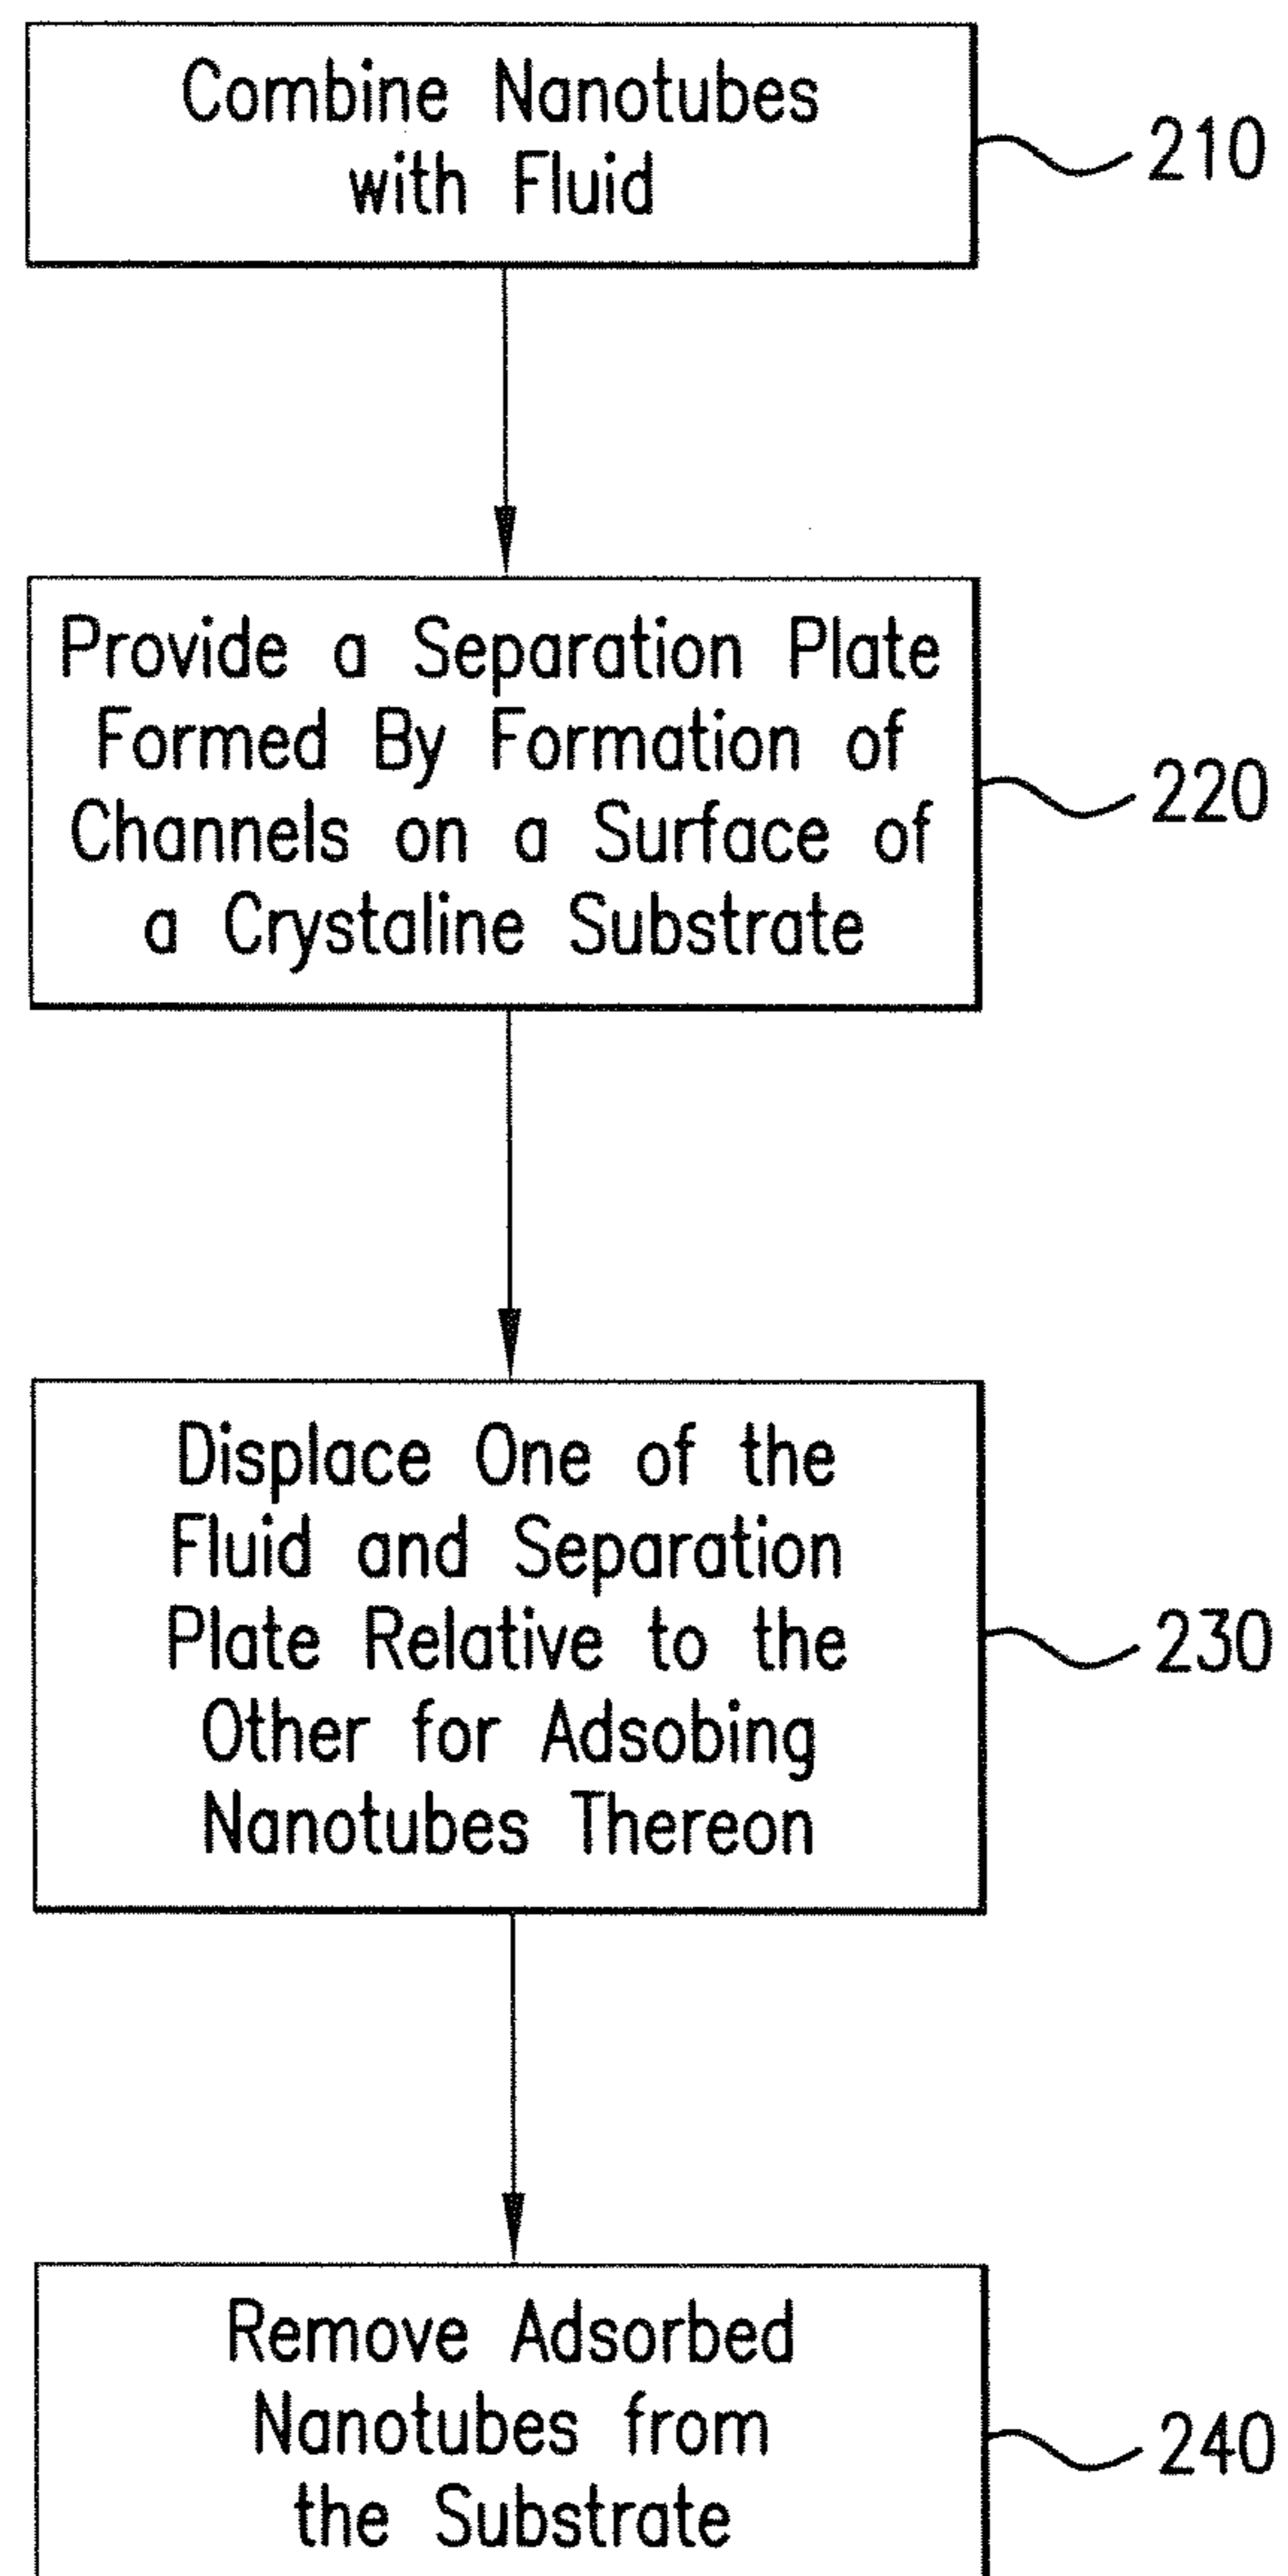 Combine Nanotubes
with Fluid
210
Provide a Separation Plate
Formed By Formation of
Channels on a Surface of
a Crystaline Substrate
220
Displace One of the
Fluid and Separation
Plate Relative to the
Other for Adsobing
Nanotubes Thereon
230
Remove Adsorbed
Nanotubes from
the Substrate
240